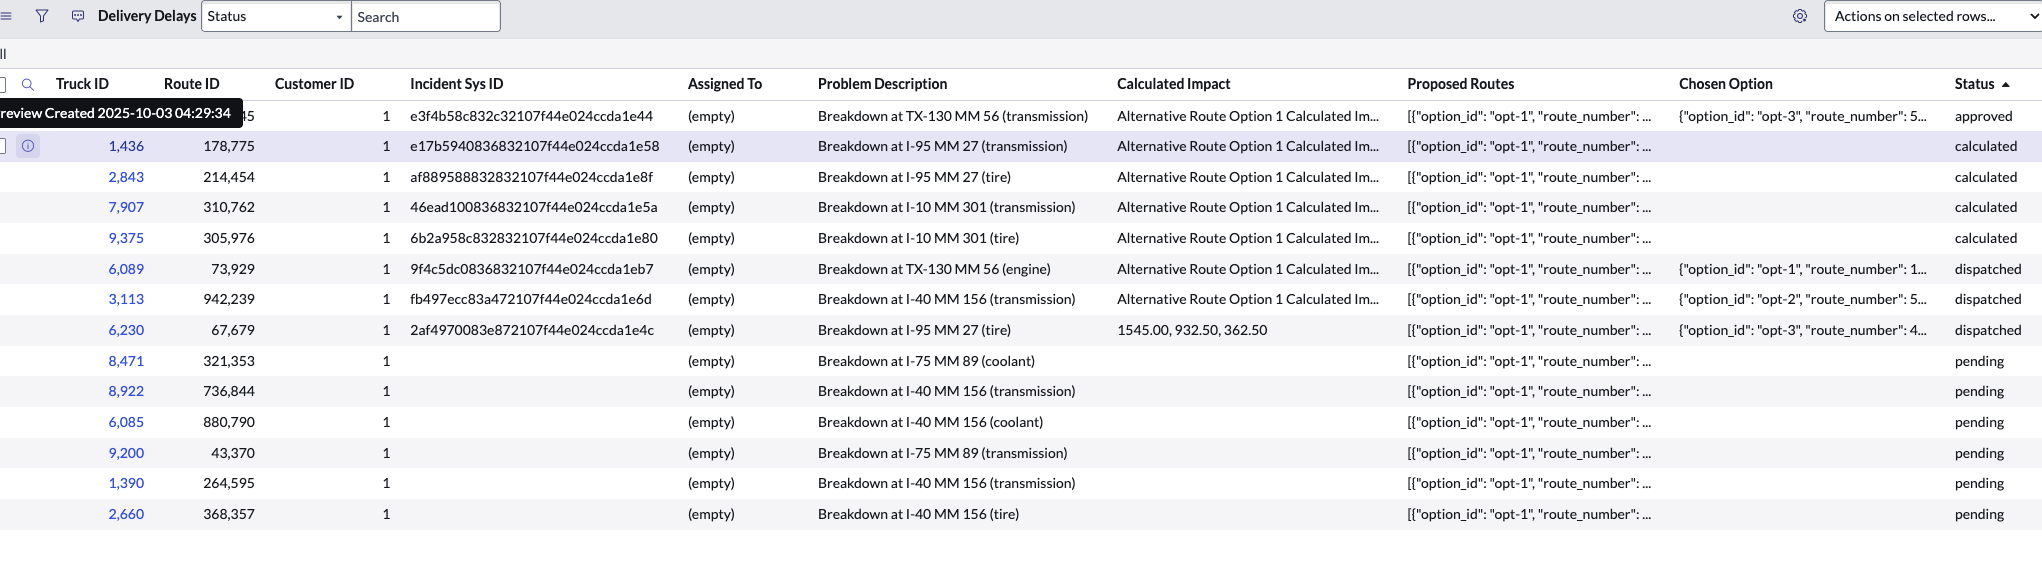 Delivery Delays Status Search Actions on selected rows...
ll
Truck ID Route ID Customer ID Incident Sys ID Assigned To Problem Description Calculated Impact Proposed Routes Chosen Option Status
review Created 2025-10-03 04:29:34
45 1 e3f4b58c832c32107f44e024ccda1e44 (empty) Breakdown at TX-130 MM 56 (transmission) Alternative Route Option 1 Calculated Im... [{"option_id": "opt-1", "route_number": ... {"option_id": "opt-3", "route_number": 5... approved
1,436 178,775 1 e17b5940836832107f44e024ccda1e58 (empty) Breakdown at I-95 MM 27 (transmission) Alternative Route Option 1 Calculated Im... [{"option_id": "opt-1", "route_number": ... calculated
2,843 214,454 1 af889588832832107f44e024ccda1e8f (empty) Breakdown at I-95 MM 27 (tire) Alternative Route Option 1 Calculated Im... [{"option_id": "opt-1", "route_number": ... calculated
7,907 310,762 1 46ead100836832107f44e024ccda1e5a (empty) Breakdown at I-10 MM 301 (transmission) Alternative Route Option 1 Calculated Im... [{"option_id": "opt-1", "route_number": ... calculated
9,375 305,976 1 6b2a958c832832107f44e024ccda1e80 (empty) Breakdown at I-10 MM 301 (tire) Alternative Route Option 1 Calculated Im... [{"option_id": "opt-1", "route_number": ... calculated
6,089 73,929 1 9f4c5dc0836832107f44e024ccda1eb7 (empty) Breakdown at TX-130 MM 56 (engine) Alternative Route Option 1 Calculated Im... [{"option_id": "opt-1", "route_number": ... {"option_id": "opt-1", "route_number": 1... dispatched
3,113 942,239 1 fb497ecc83a472107f44e024ccda1e6d (empty) Breakdown at I-40 MM 156 (transmission) Alternative Route Option 1 Calculated Im... [{"option_id": "opt-1", "route_number": ... {"option_id": "opt-2", "route_number": 5... dispatched
6,230 67,679 1 2af4970083e872107f44e024ccda1e4c (empty) Breakdown at I-95 MM 27 (tire) 1545.00, 932.50, 362.50 [{"option_id": "opt-1", "route_number": ... {"option_id": "opt-3", "route_number": 4... dispatched
8,471 321,353 1 (empty) Breakdown at I-75 MM 89 (coolant) [{"option_id": "opt-1", "route_number": ... pending
8,922 736,844 1 (empty) Breakdown at I-40 MM 156 (transmission) [{"option_id": "opt-1", "route_number": ... pending
6,085 880,790 1 (empty) Breakdown at I-40 MM 156 (coolant) [{"option_id": "opt-1", "route_number": ... pending
9,200 43,370 1 (empty) Breakdown at I-75 MM 89 (transmission) [{"option_id": "opt-1", "route_number": ... pending
1,390 264,595 1 (empty) Breakdown at I-40 MM 156 (transmission) [{"option_id": "opt-1", "route_number": ... pending
2,660 368,357 1 (empty) Breakdown at I-40 MM 156 (tire) [{"option_id": "opt-1", "route_number": ... pending